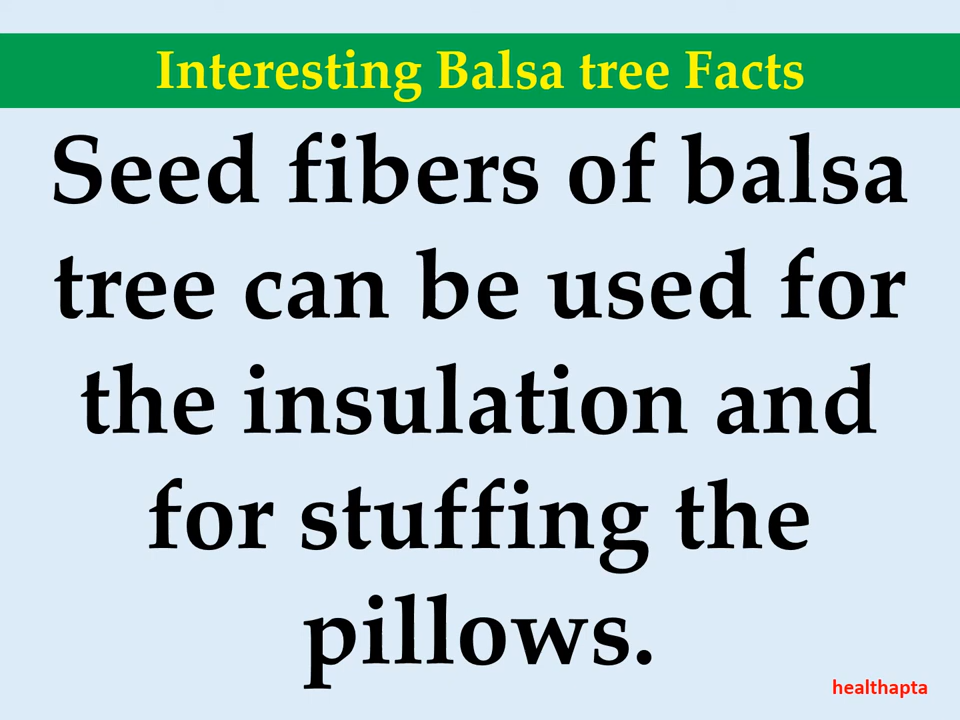 Interesting Balsa tree Facts
Seed fibers of balsa
tree can be used for
the insulation and
for stuffing the
pillows.
healthapta